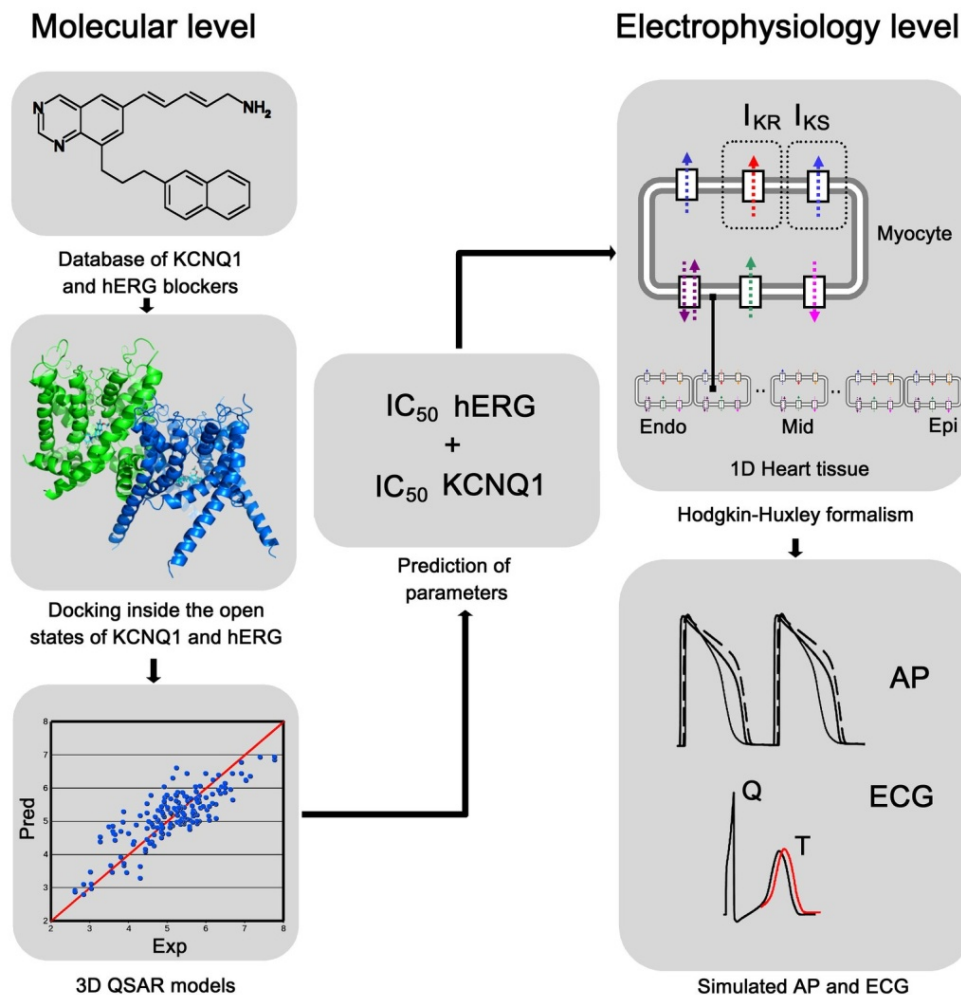 Molecular level
N
N
NH2
Database of KCNQ1
and hERG blockers
Docking inside the open
states of KCNQ1 and hERG
8
7
6
5
4
3
2
Pred
2 3 4 5 6 7 8
Exp
3D QSAR models
IC50 hERG
+
IC50 KCNQ1
Prediction of
parameters
Electrophysiology level
IKR IKS
Myocyte
Endo Mid Epi
1D Heart tissue
Hodgkin-Huxley formalism
AP
ECG
Q
T
Simulated AP and ECG